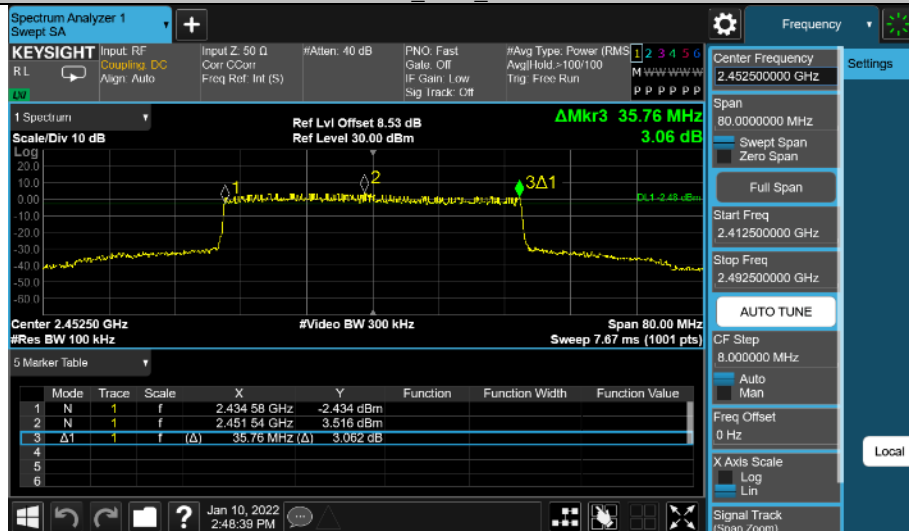 Spectrum Analyzer 1
Swept SA
Frequency
KEYSIGHT
RL
Input: RF
Coupling: DC
Align: Auto
Input Z: 50 Ω
Corr CCorr
Freq Ref: Int (S)
#Atten: 40 dB
PNO: Fast
Gate: Off
IF Gain: Low
Sig Track: Off
#Avg Type: Power (RMS
Avg|Hold:>100/100
Trig: Free Run
1 2 3 4 5 6
M W W W W W
P P P P P P
LXI
Center Frequency
2.452500000 GHz
Settings
Span
80.0000000 MHz
Swept Span
Zero Span
Full Span
Start Freq
2.412500000 GHz
Stop Freq
2.492500000 GHz
AUTO TUNE
CF Step
8.000000 MHz
Auto
Man
Freq Offset
0 Hz
X Axis Scale
Log
Lin
Signal Track
(Span Zoom)
Local
1 Spectrum
Scale/Div 10 dB
Ref Lvl Offset 8.53 dB
Ref Level 30.00 dBm
ΔMkr3 35.76 MHz
3.06 dB
Log
20.0
10.0
0.00
-10.0
-20.0
-30.0
-40.0
-50.0
-60.0
1
2
3Δ1
DL1 -2.48 dBm
Center 2.45250 GHz
#Video BW 300 kHz
Span 80.00 MHz
#Res BW 100 kHz
Sweep 7.67 ms (1001 pts)
5 Marker Table
Mode Trace Scale X Y Function Function Width Function Value
1 N 1 f 2.434 58 GHz -2.434 dBm
2 N 1 f 2.451 54 GHz 3.516 dBm
3 Δ1 1 f (Δ) 35.76 MHz (Δ) 3.062 dB
4
5
6
?
Jan 10, 2022
2:48:39 PM